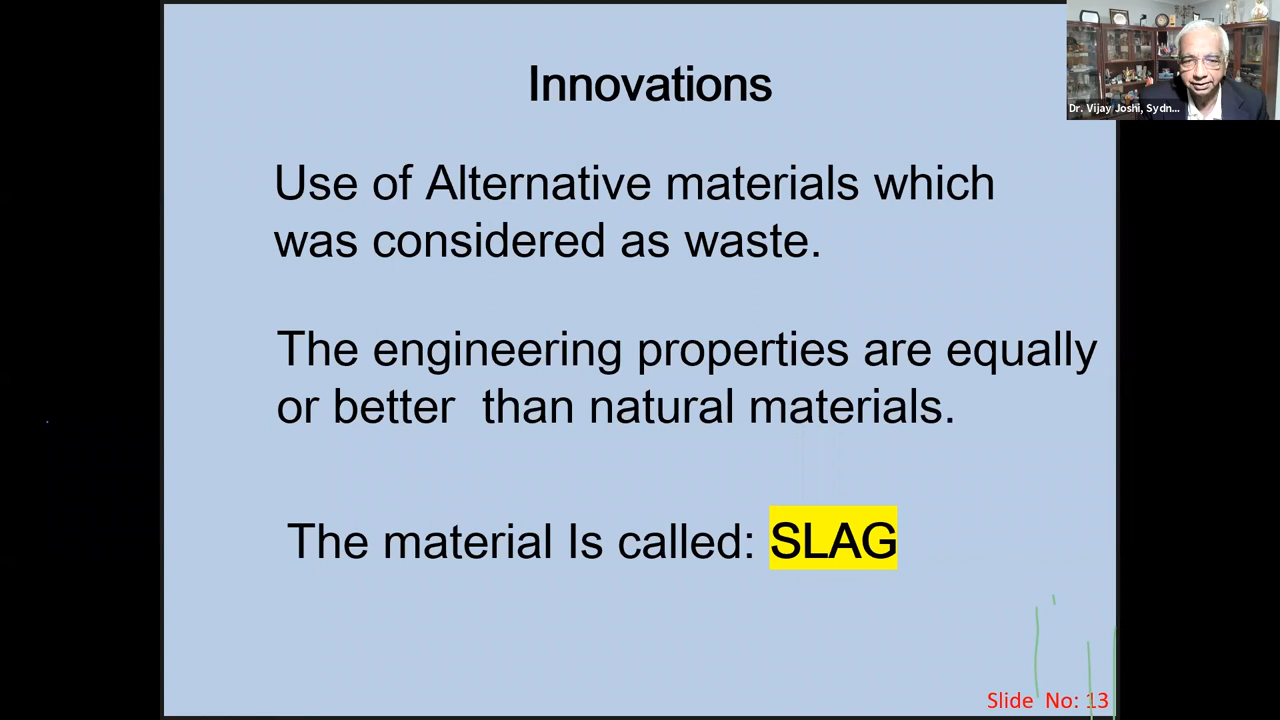 Innovations
Dr. Vijay Joshi, Sydn...
Use of Alternative materials which
was considered as waste.
The engineering properties are equally
or better  than natural materials.
The material Is called: SLAG
Slide  No: 13